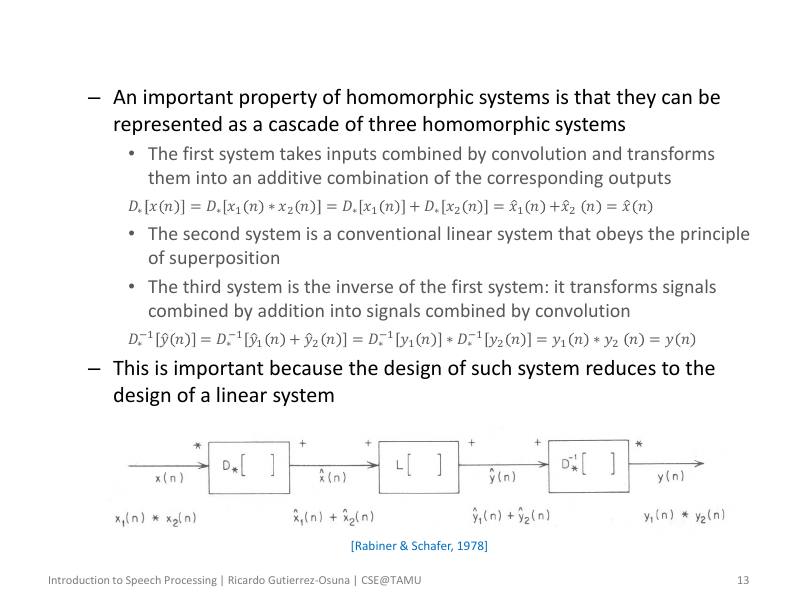 – An important property of homomorphic systems is that they can be
represented as a cascade of three homomorphic systems
• The first system takes inputs combined by convolution and transforms
them into an additive combination of the corresponding outputs
D∗[x(n)] = D∗[x₁(n) ∗ x₂(n)] = D∗[x₁(n)] + D∗[x₂(n)] = x̂₁(n) +x̂₂ (n) = x̂(n)
• The second system is a conventional linear system that obeys the principle
of superposition
• The third system is the inverse of the first system: it transforms signals
combined by addition into signals combined by convolution
D∗⁻¹[ŷ(n)] = D∗⁻¹[ŷ₁(n) + ŷ₂(n)] = D∗⁻¹[y₁(n)] ∗ D∗⁻¹[y₂(n)] = y₁(n) ∗ y₂ (n) = y(n)
– This is important because the design of such system reduces to the
design of a linear system
* + + + + *
D*[ ] L[ ] D*⁻¹[ ]
x(n) x̂(n) ŷ(n) y(n)
x₁(n) * x₂(n) x̂₁(n) + x̂₂(n) ŷ₁(n) + ŷ₂(n) y₁(n) * y₂(n)
[Rabiner & Schafer, 1978]
Introduction to Speech Processing | Ricardo Gutierrez-Osuna | CSE@TAMU 13